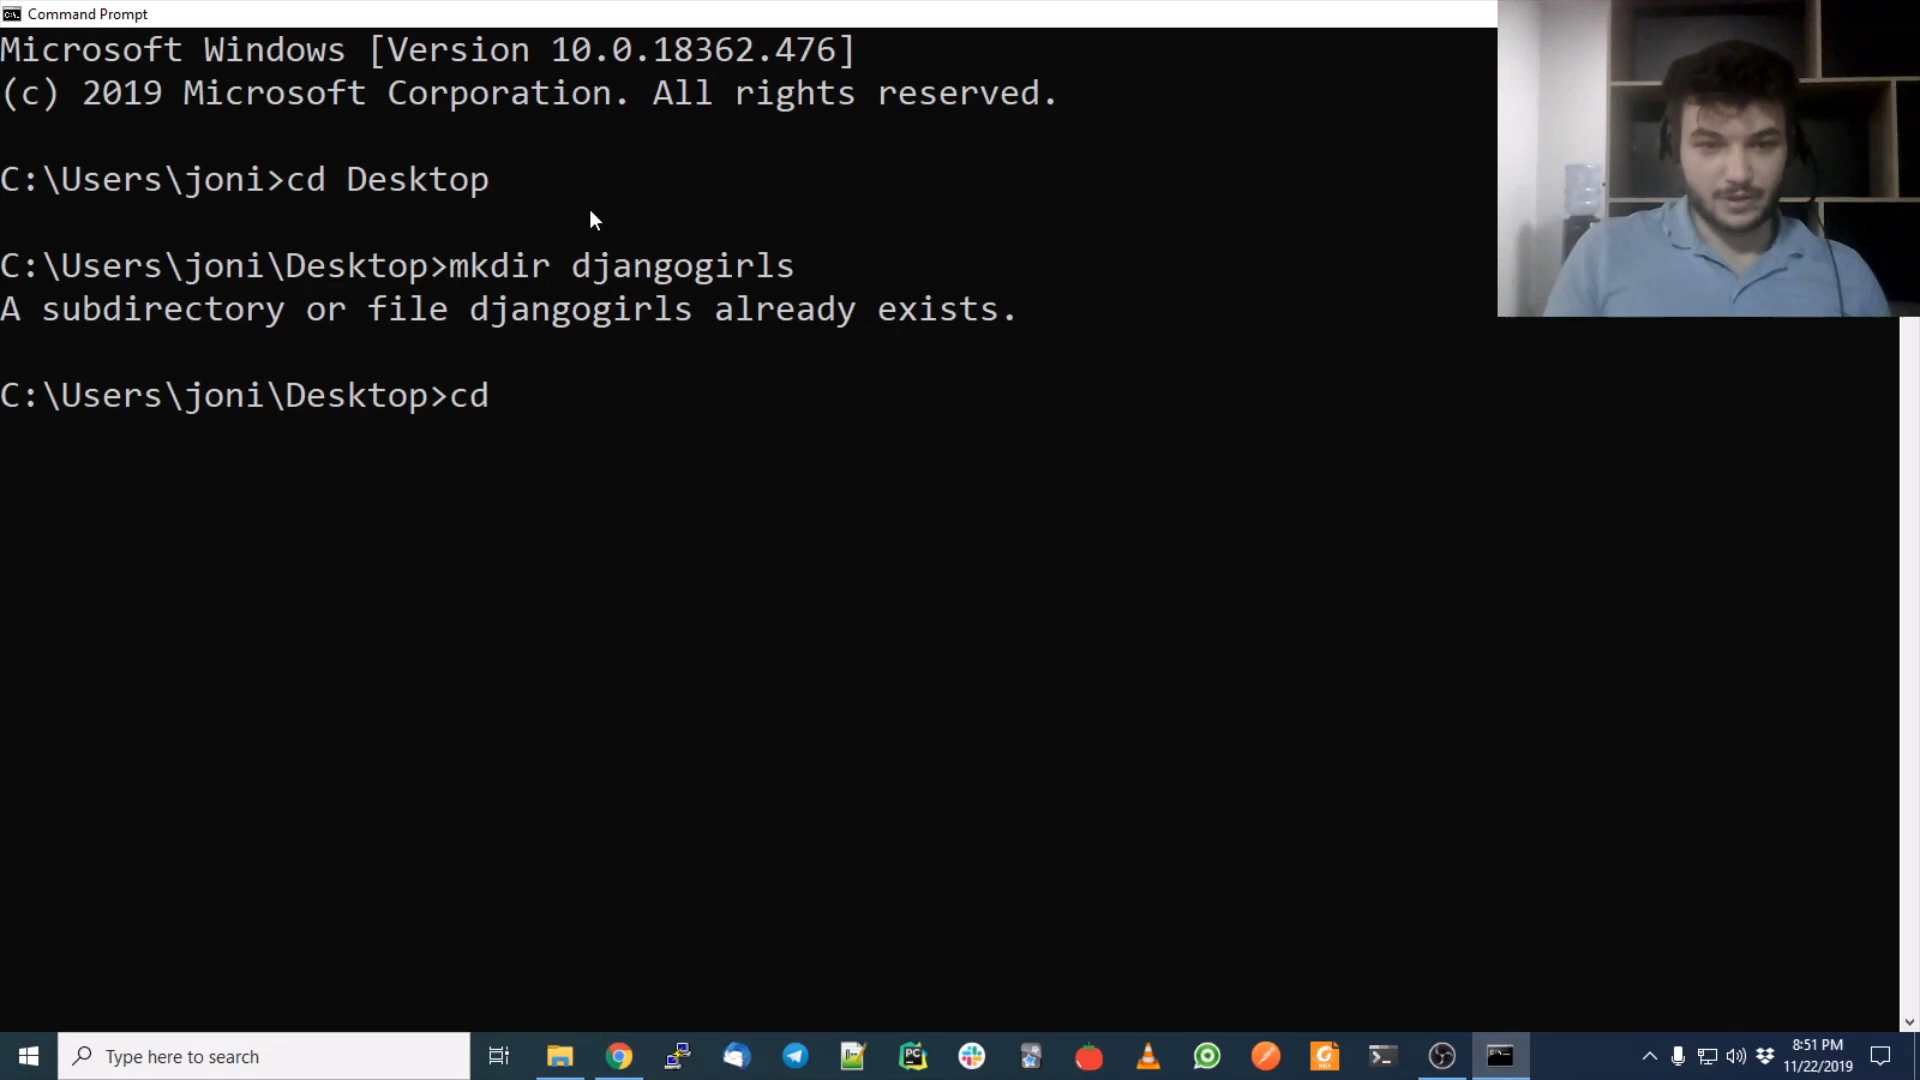 Command Prompt
Microsoft Windows [Version 10.0.18362.476]
(c) 2019 Microsoft Corporation. All rights reserved.
C:\Users\joni>cd Desktop
C:\Users\joni\Desktop>mkdir djangogirls
A subdirectory or file djangogirls already exists.
C:\Users\joni\Desktop>cd
Type here to search
PC
8:51 PM
11/22/2019